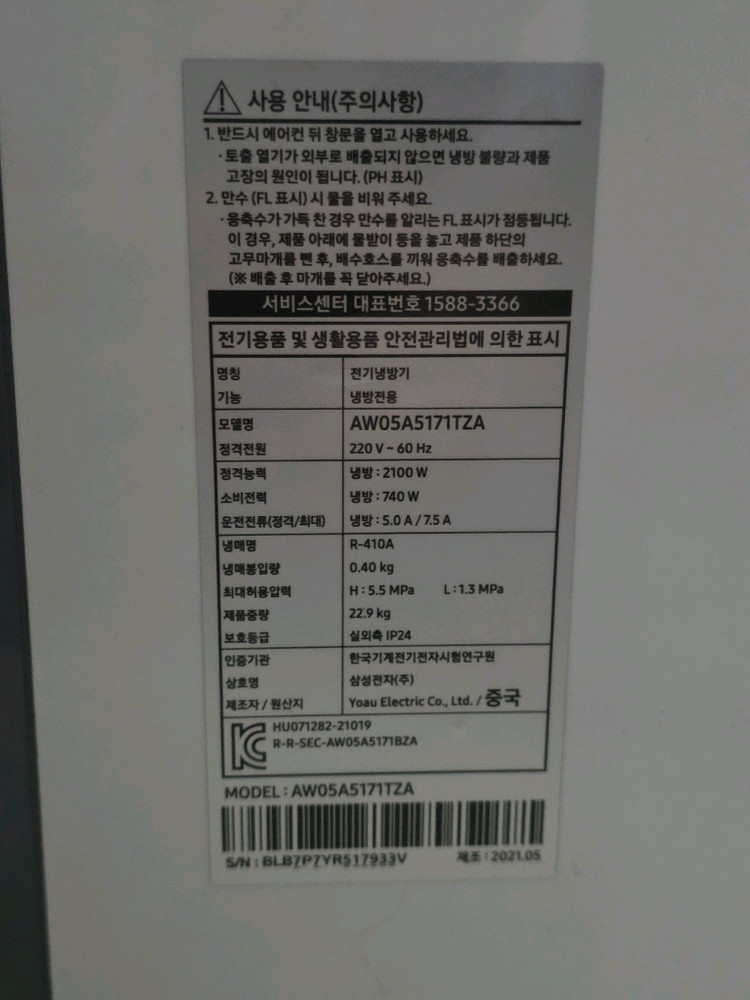 사용 안내(주의사항)
1. 반드시 에어컨 뒤 창문을 열고 사용하세요.
· 토출 열기가 외부로 배출되지 않으면 냉방 불량과 제품
고장의 원인이 됩니다. (PH 표시)
2. 만수 (FL 표시) 시 물을 비워 주세요.
· 응축수가 가득 찬 경우 만수를 알리는 FL 표시가 점등됩니다.
이 경우, 제품 아래에 물받이 등을 놓고 제품 하단의
고무마개를 뺀 후, 배수호스를 끼워 응축수를 배출하세요.
(※ 배출 후 마개를 꼭 닫아주세요.)
서비스센터 대표번호 1588-3366
전기용품 및 생활용품 안전관리법에 의한 표시
명칭 전기냉방기
기능 냉방전용
모델명 AW05A5171TZA
정격전원 220 V ~ 60 Hz
정격능력 냉방 : 2100 W
소비전력 냉방 : 740 W
운전전류(정격/최대) 냉방 : 5.0 A / 7.5 A
냉매명 R-410A
냉매봉입량 0.40 kg
최대허용압력 H : 5.5 MPa L : 1.3 MPa
제품중량 22.9 kg
보호등급 실외측 IP24
인증기관 한국기계전기전자시험연구원
상호명 삼성전자(주)
제조자 / 원산지 Yoau Electric Co., Ltd. / 중국
HU071282-21019
R-R-SEC-AW05A5171BZA
MODEL : AW05A5171TZA
S/N : BLB7P7YR517933V 제조 : 2021.05